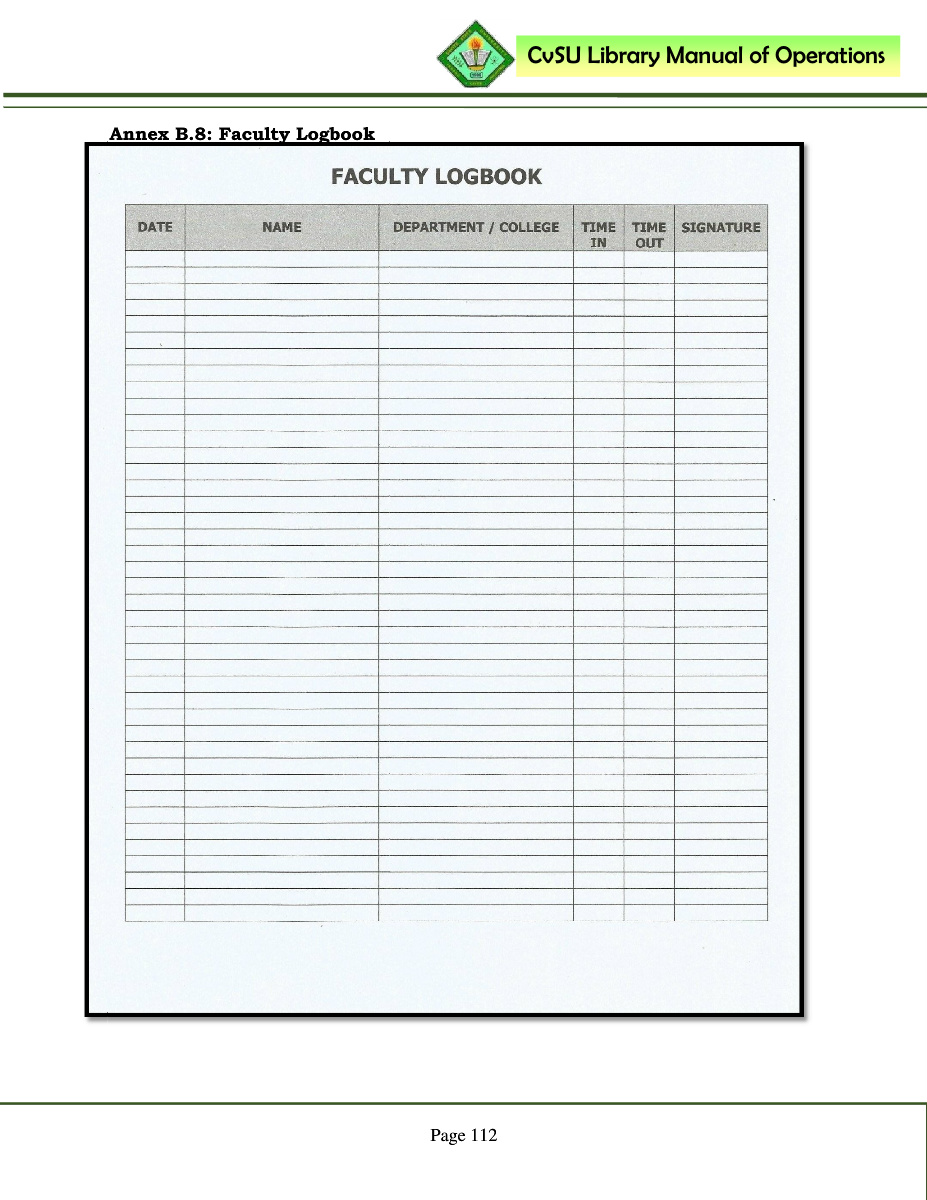 CvSU Library Manual of Operations
Annex B.8: Faculty Logbook
FACULTY LOGBOOK
DATE NAME DEPARTMENT / COLLEGE TIME IN TIME OUT SIGNATURE
Page 112